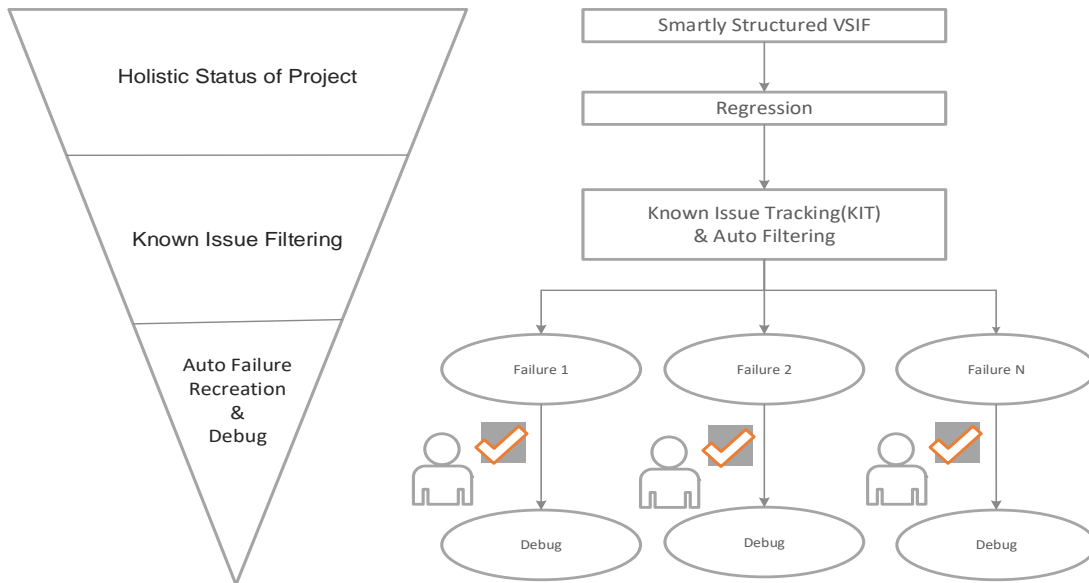 Holistic Status of Project
Known Issue Filtering
Auto Failure
Recreation
&
Debug
Smartly Structured VSIF
Regression
Known Issue Tracking(KIT)
& Auto Filtering
Failure 1
Failure 2
Failure N
Debug
Debug
Debug